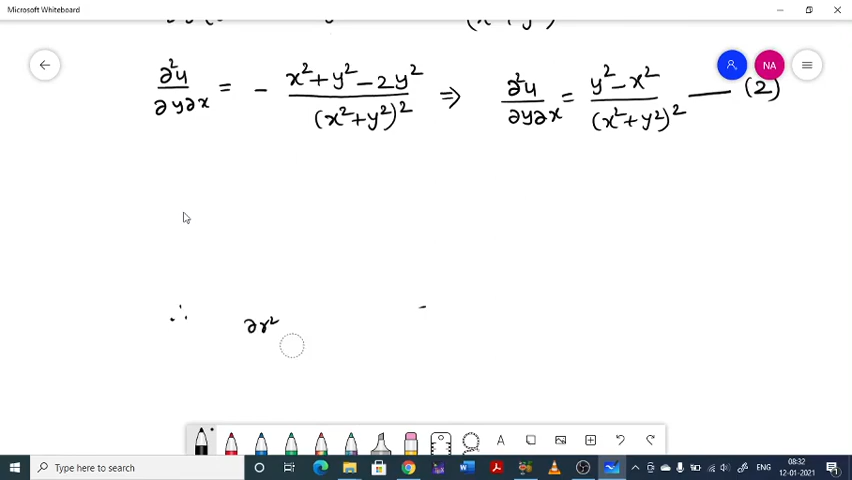 Microsoft Whiteboard
∂²u/∂y∂x = - (x²+y²-2y²)/(x²+y²)² ⇒ ∂²u/∂y∂x = (y²-x²)/(x²+y²)² — (2)
NA
∴ ∂x²
A
Type here to search
ENG
08:32
12-01-2021